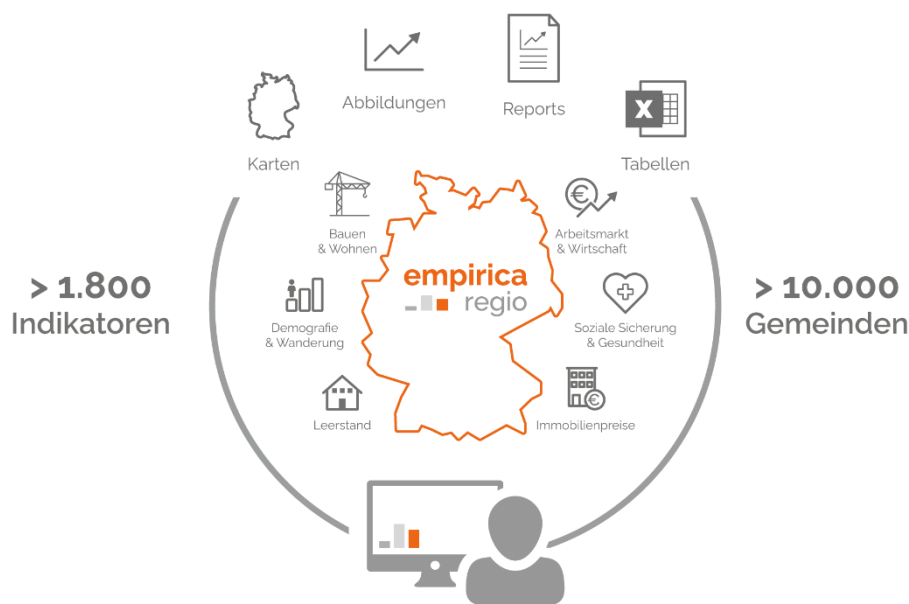 Abbildungen
Reports
Karten
Tabellen
X
Bauen
& Wohnen
€
Arbeitsmarkt
& Wirtschaft
empirica
regio
> 1.800
Indikatoren
> 10.000
Gemeinden
Demografie
& Wanderung
Soziale Sicherung
& Gesundheit
Leerstand
€
Immobilienpreise